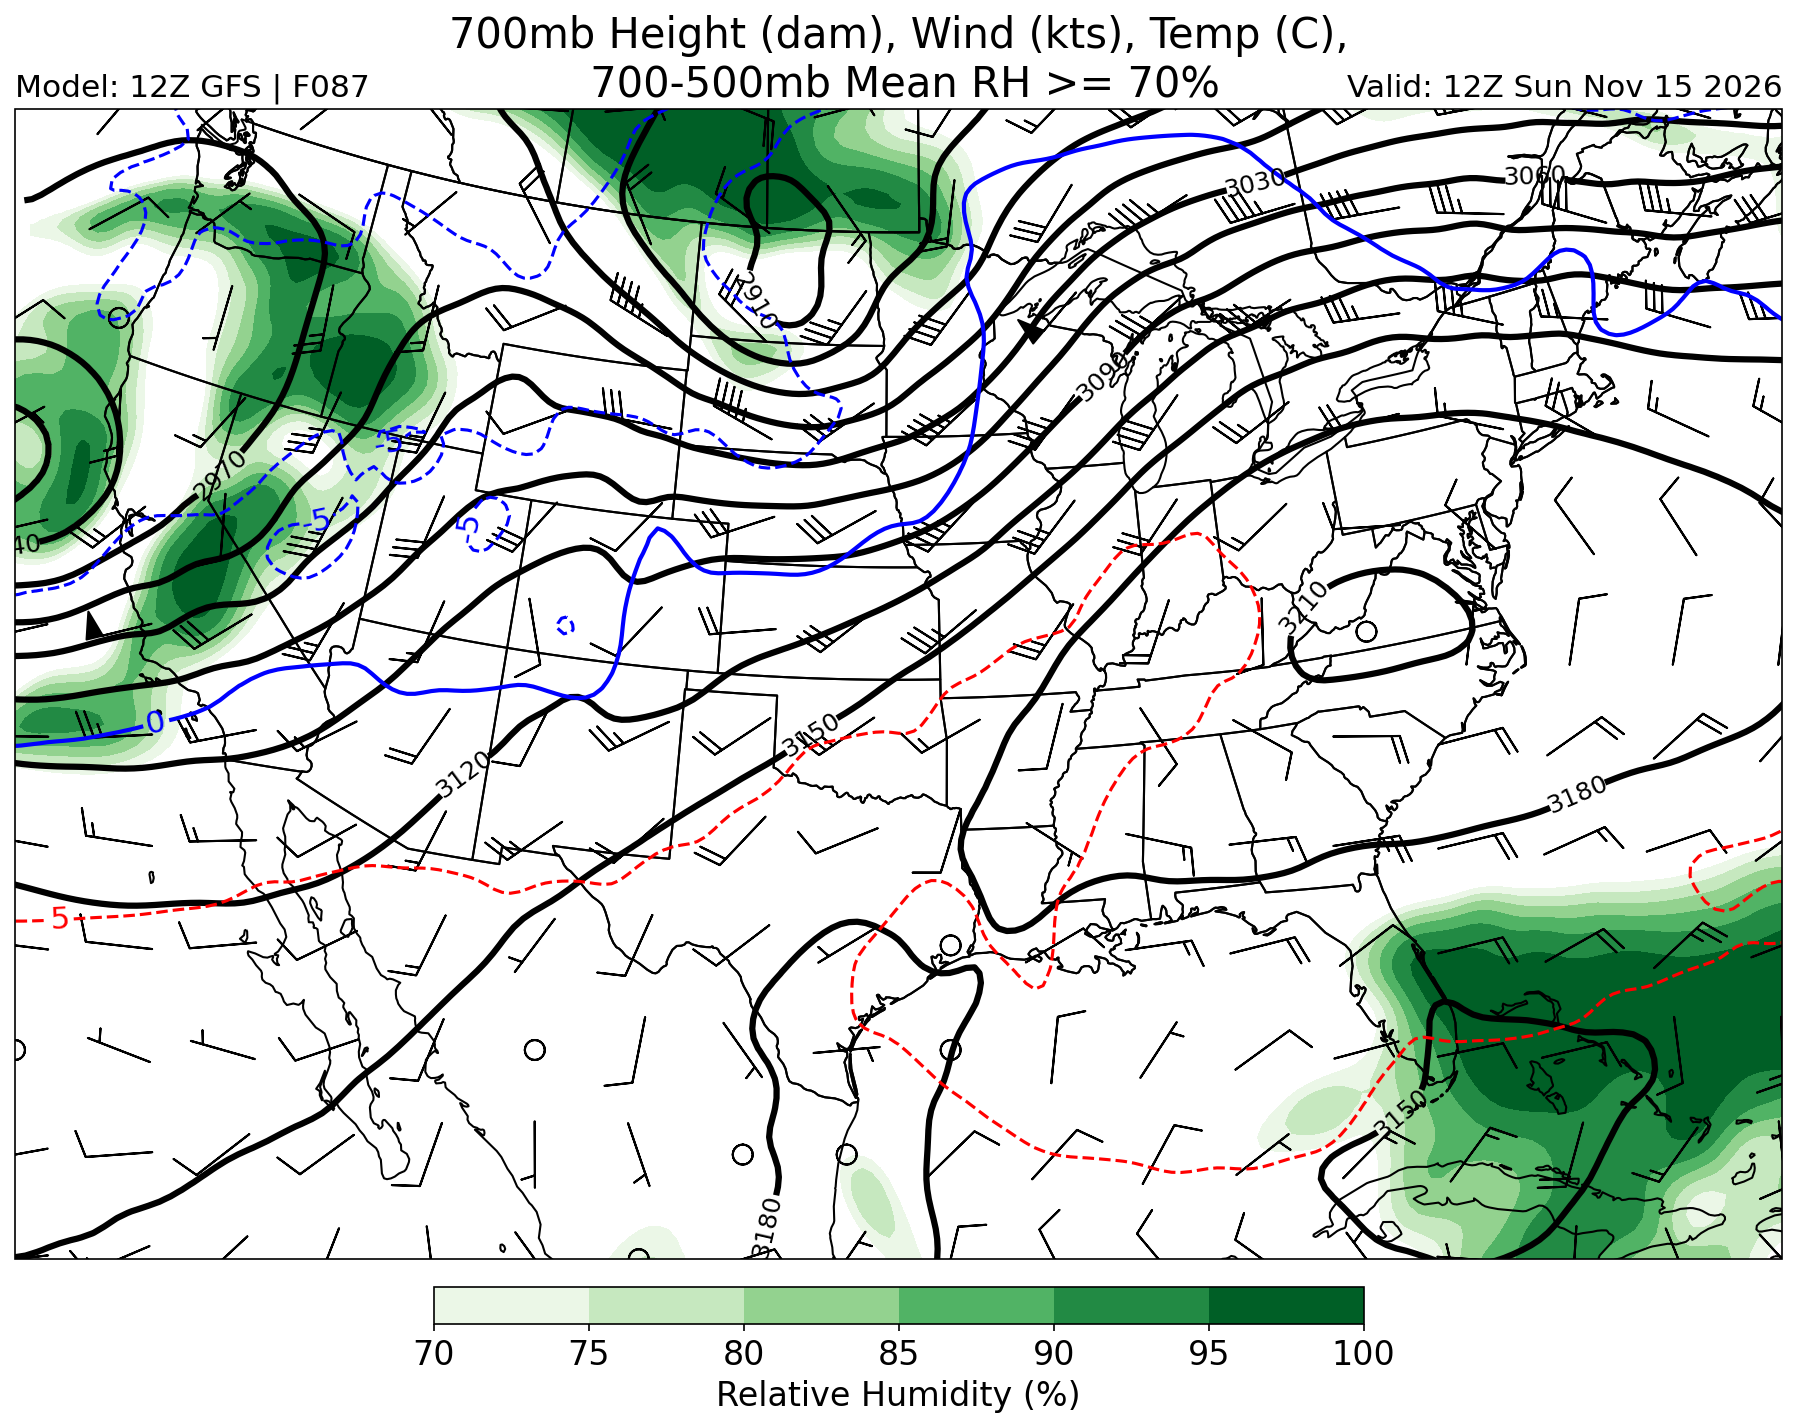 700mb Height (dam), Wind (kts), Temp (C),
700-500mb Mean RH >= 70%
Model: 12Z GFS | F087
Valid: 12Z Sun Nov 15 2026
3030
3060
2910
3090
2970
-5
-5
-5
40
3210
0
3150
3120
3180
5
3150
3180
70 75 80 85 90 95 100
Relative Humidity (%)